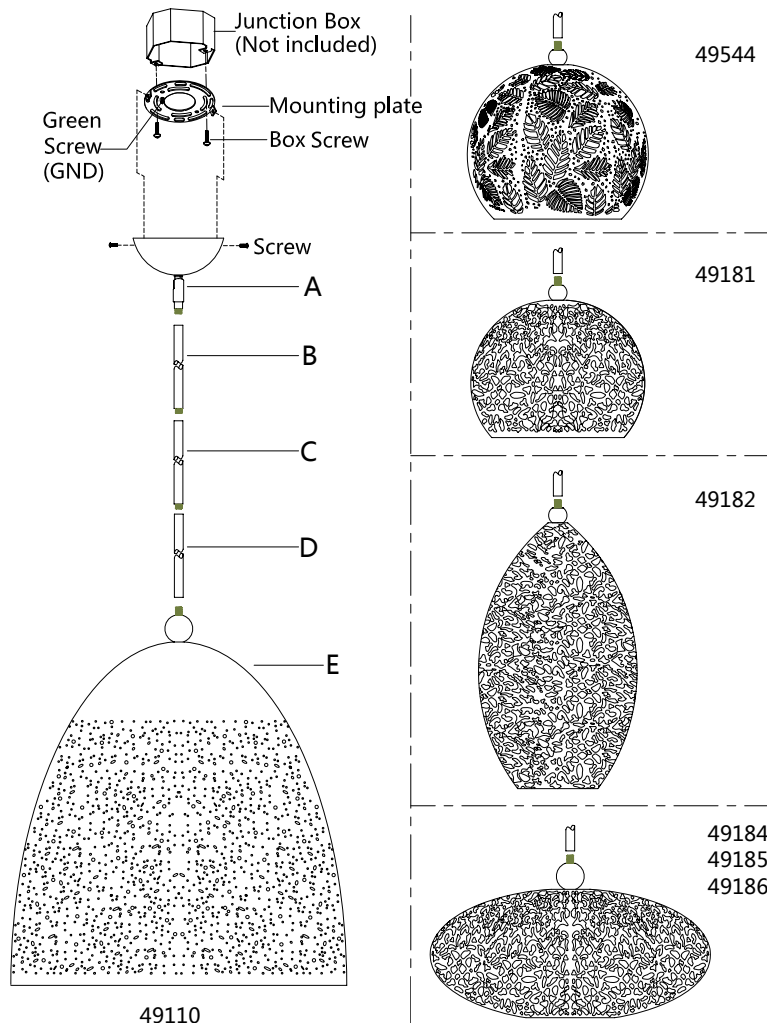 Junction Box
(Not included)
Mounting plate
Green
Screw
(GND)
Box Screw
Screw
A
B
C
D
E
49110
49544
49181
49182
49184
49185
49186